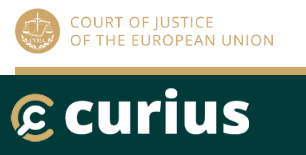 COURT OF JUSTICE
OF THE EUROPEAN UNION
curius